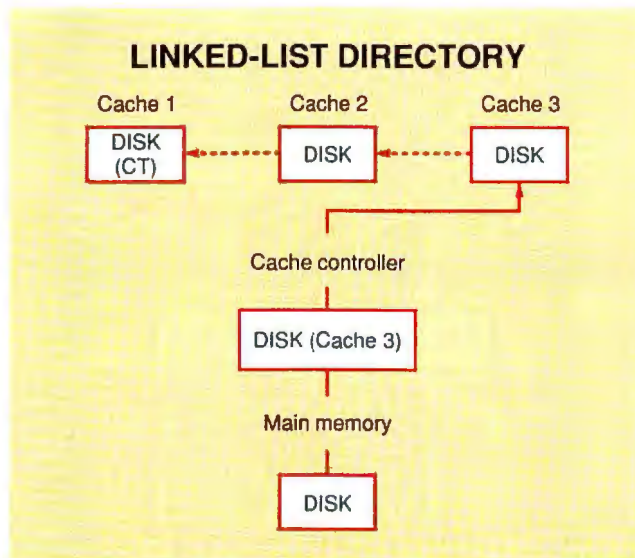 LINKED-LIST DIRECTORY
Cache 1 Cache 2 Cache 3
DISK
(CT)
DISK
DISK
Cache controller
DISK (Cache 3)
Main memory
DISK